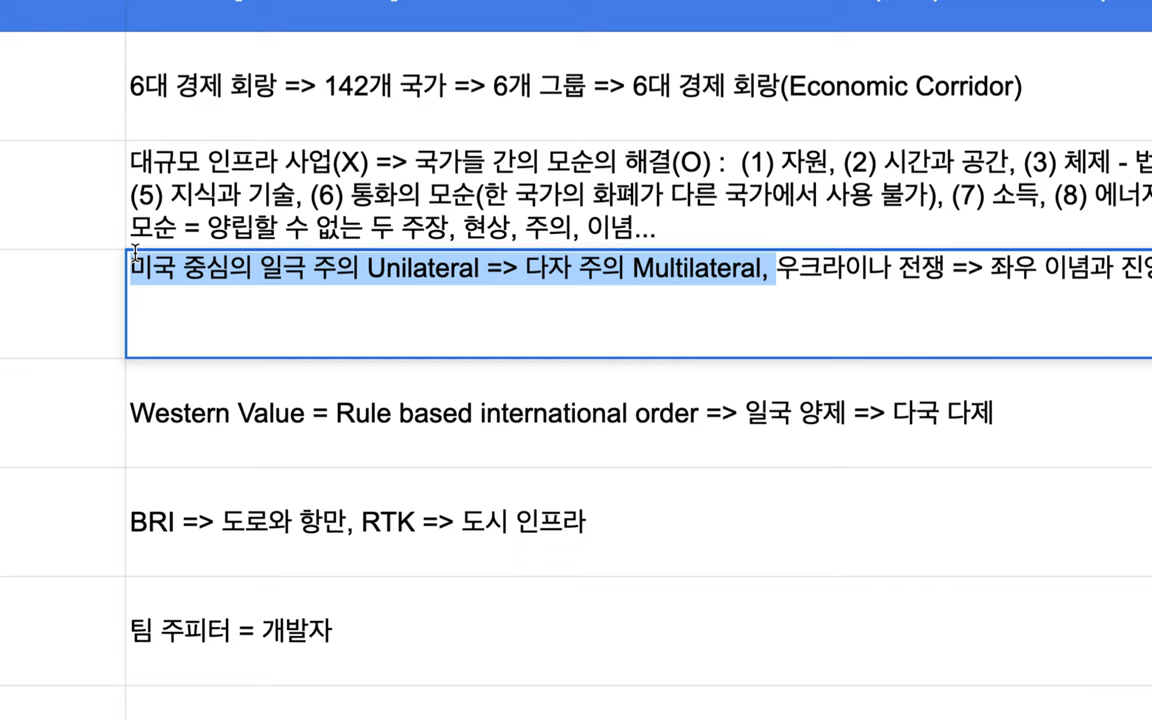 6대 경제 회랑 => 142개 국가 => 6개 그룹 => 6대 경제 회랑(Economic Corridor)
대규모 인프라 사업(X) => 국가들 간의 모순의 해결(O) : (1) 자원, (2) 시간과 공간, (3) 체제 - 법
(5) 지식과 기술, (6) 통화의 모순(한 국가의 화폐가 다른 국가에서 사용 불가), (7) 소득, (8) 에너지
모순 = 양립할 수 없는 두 주장, 현상, 주의, 이념...
미국 중심의 일극 주의 Unilateral => 다자 주의 Multilateral, 우크라이나 전쟁 => 좌우 이념과 진영
Western Value = Rule based international order => 일국 양제 => 다국 다제
BRI => 도로와 항만, RTK => 도시 인프라
팀 주피터 = 개발자